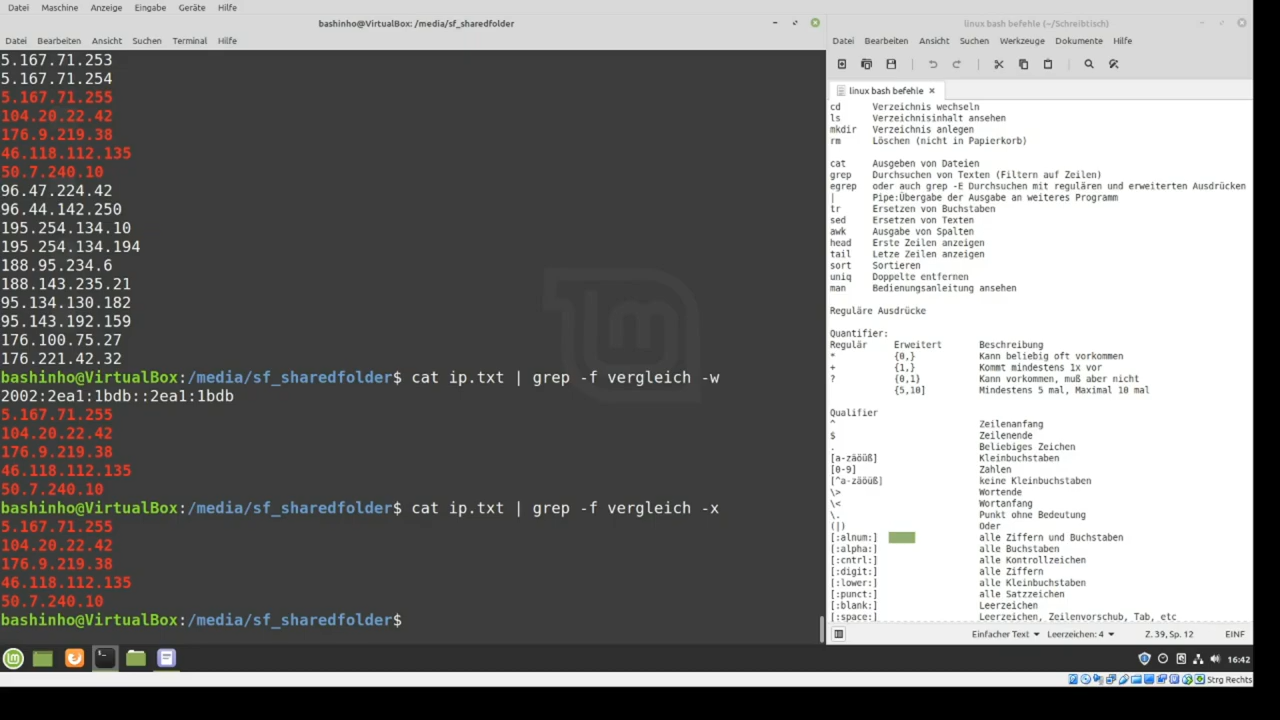 Datei Maschine Anzeige Eingabe Geräte Hilfe
bashinho@VirtualBox: /media/sf_sharedfolder
Datei Bearbeiten Ansicht Suchen Terminal Hilfe
5.167.71.253
5.167.71.254
5.167.71.255
104.20.22.42
176.9.219.38
46.118.112.135
50.7.240.10
96.47.224.42
96.44.142.250
195.254.134.10
195.254.134.194
188.95.234.6
188.143.235.21
95.134.130.182
95.143.192.159
176.100.75.27
176.221.42.32
bashinho@VirtualBox:/media/sf_sharedfolder$ cat ip.txt | grep -f vergleich -w
2002:2ea1:1bdb::2ea1:1bdb
5.167.71.255
104.20.22.42
176.9.219.38
46.118.112.135
50.7.240.10
bashinho@VirtualBox:/media/sf_sharedfolder$ cat ip.txt | grep -f vergleich -x
5.167.71.255
104.20.22.42
176.9.219.38
46.118.112.135
50.7.240.10
bashinho@VirtualBox:/media/sf_sharedfolder$
linux bash befehle (~/Schreibtisch)
Datei Bearbeiten Ansicht Suchen Werkzeuge Dokumente Hilfe
linux bash befehle ×
cd Verzeichnis wechseln
ls Verzeichnisinhalt ansehen
mkdir Verzeichnis anlegen
rm Löschen (nicht in Papierkorb)
cat Ausgeben von Dateien
grep Durchsuchen von Texten (Filtern auf Zeilen)
egrep oder auch grep -E Durchsuchen mit regulären und erweiterten Ausdrücken
| Pipe:Übergabe der Ausgabe an weiteres Programm
tr Ersetzen von Buchstaben
sed Ersetzen von Texten
awk Ausgabe von Spalten
head Erste Zeilen anzeigen
tail Letze Zeilen anzeigen
sort Sortieren
uniq Doppelte entfernen
man Bedienungsanleitung ansehen
Reguläre Ausdrücke
Quantifier:
Regulär Erweitert Beschreibung
* {0,} Kann beliebig oft vorkommen
+ {1,} Kommt mindestens 1x vor
? {0,1} Kann vorkommen, muß aber nicht
{5,10} Mindestens 5 mal, Maximal 10 mal
Qualifier
^ Zeilenanfang
$ Zeilenende
. Beliebiges Zeichen
[a-zäöüß] Kleinbuchstaben
[0-9] Zahlen
[^a-zäöüß] keine Kleinbuchstaben
\> Wortende
\< Wortanfang
\. Punkt ohne Bedeutung
(|) Oder
[:alnum:] alle Ziffern und Buchstaben
[:alpha:] alle Buchstaben
[:cntrl:] alle Kontrollzeichen
[:digit:] alle Ziffern
[:lower:] alle Kleinbuchstaben
[:punct:] alle Satzzeichen
[:blank:] Leerzeichen
[:space:] Leerzeichen, Zeilenvorschub, Tab, etc
Einfacher Text Leerzeichen: 4 Z. 39, Sp. 12 EINF
16:42
Strg Rechts